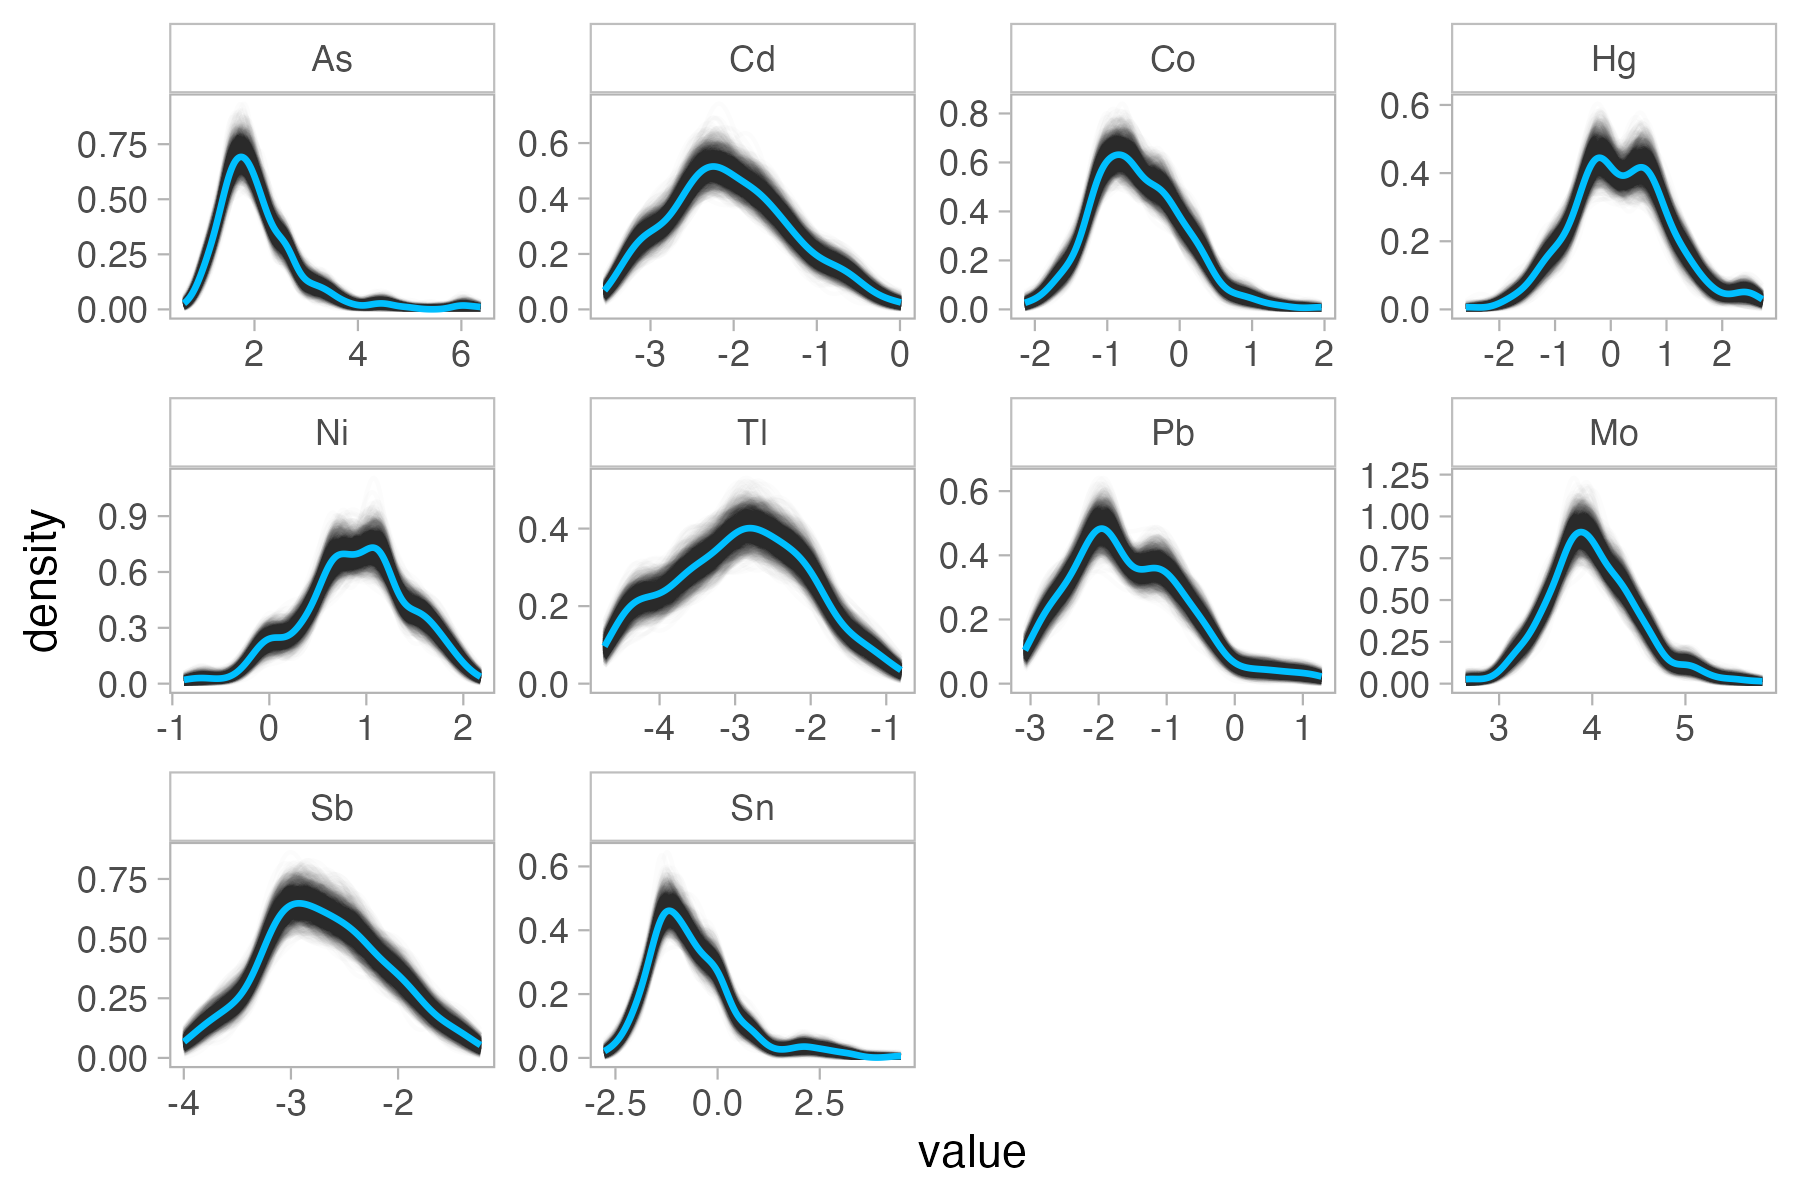 As Cd Co Hg
0.75 0.50 0.25 0.00
2 4 6
0.6 0.4 0.2 0.0
-3 -2 -1 0
0.8 0.6 0.4 0.2 0.0
-2 -1 0 1 2
0.6 0.4 0.2 0.0
-2 -1 0 1 2
Ni Tl Pb Mo
0.9 0.6 0.3 0.0
-1 0 1 2
0.4 0.2 0.0
-4 -3 -2 -1
0.6 0.4 0.2 0.0
-3 -2 -1 0 1
1.25 1.00 0.75 0.50 0.25 0.00
3 4 5
Sb Sn
0.75 0.50 0.25 0.00
-4 -3 -2
0.6 0.4 0.2 0.0
-2.5 0.0 2.5
density
value